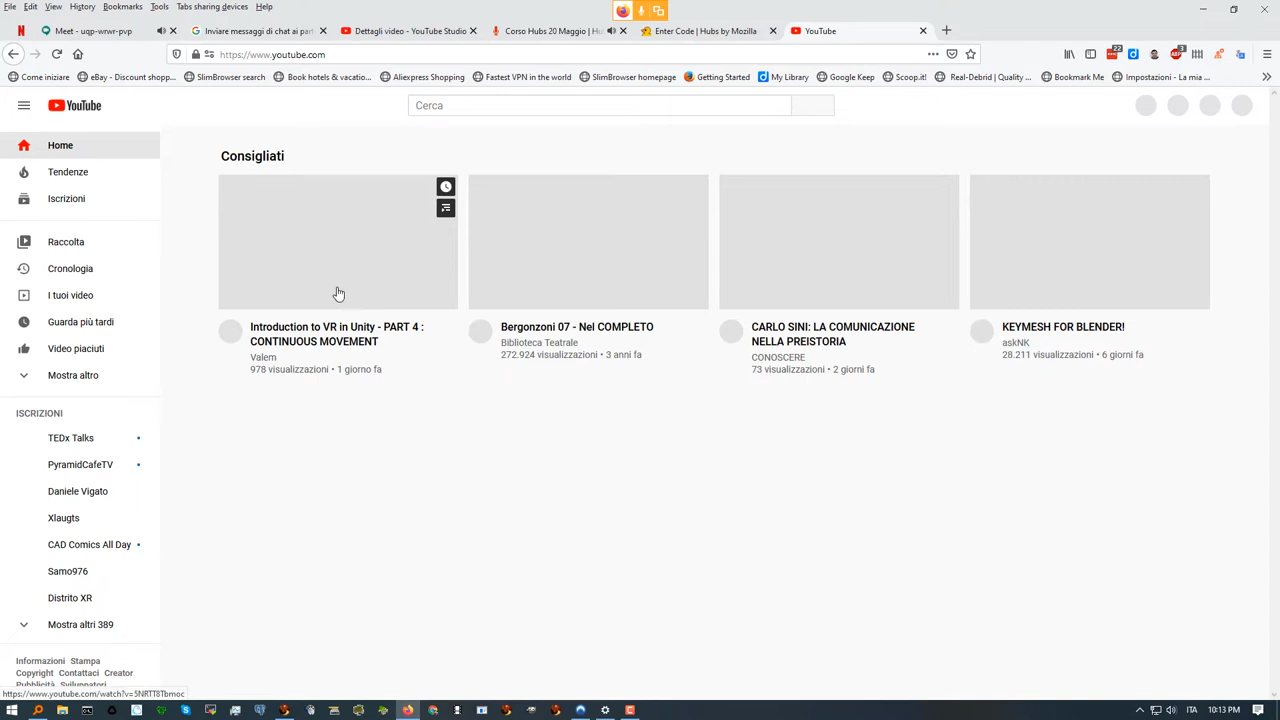 File Edit View History Bookmarks Tools Tabs sharing devices Help
Meet - uqp-wrwr-pvp
Inviare messaggi di chat ai part
Dettagli video - YouTube Studio
Corso Hubs 20 Maggio | Hu
Enter Code | Hubs by Mozilla
YouTube
https://www.youtube.com
22
3
Come iniziare
eBay - Discount shopp...
SlimBrowser search
Book hotels & vacatio...
Aliexpress Shopping
Fastest VPN in the world
SlimBrowser homepage
Getting Started
My Library
Google Keep
Scoop.it!
Real-Debrid | Quality ...
Bookmark Me
Impostazioni - La mia ...
YouTube
Cerca
Home
Tendenze
Iscrizioni
Raccolta
Cronologia
I tuoi video
Guarda più tardi
Video piaciuti
Mostra altro
ISCRIZIONI
TEDx Talks
PyramidCafeTV
Daniele Vigato
Xlaugts
CAD Comics All Day
Samo976
Distrito XR
Mostra altri 389
Informazioni Stampa
Copyright Contattaci Creator
Pubblicità Sviluppatori
https://www.youtube.com/watch?v=5NRTT8Tbmoc
Consigliati
Introduction to VR in Unity - PART 4 :
CONTINUOUS MOVEMENT
Valem
978 visualizzazioni • 1 giorno fa
Bergonzoni 07 - Nel COMPLETO
Biblioteca Teatrale
272.924 visualizzazioni • 3 anni fa
CARLO SINI: LA COMUNICAZIONE
NELLA PREISTORIA
CONOSCERE
73 visualizzazioni • 2 giorni fa
KEYMESH FOR BLENDER!
askNK
28.211 visualizzazioni • 6 giorni fa
ITA
10:13 PM